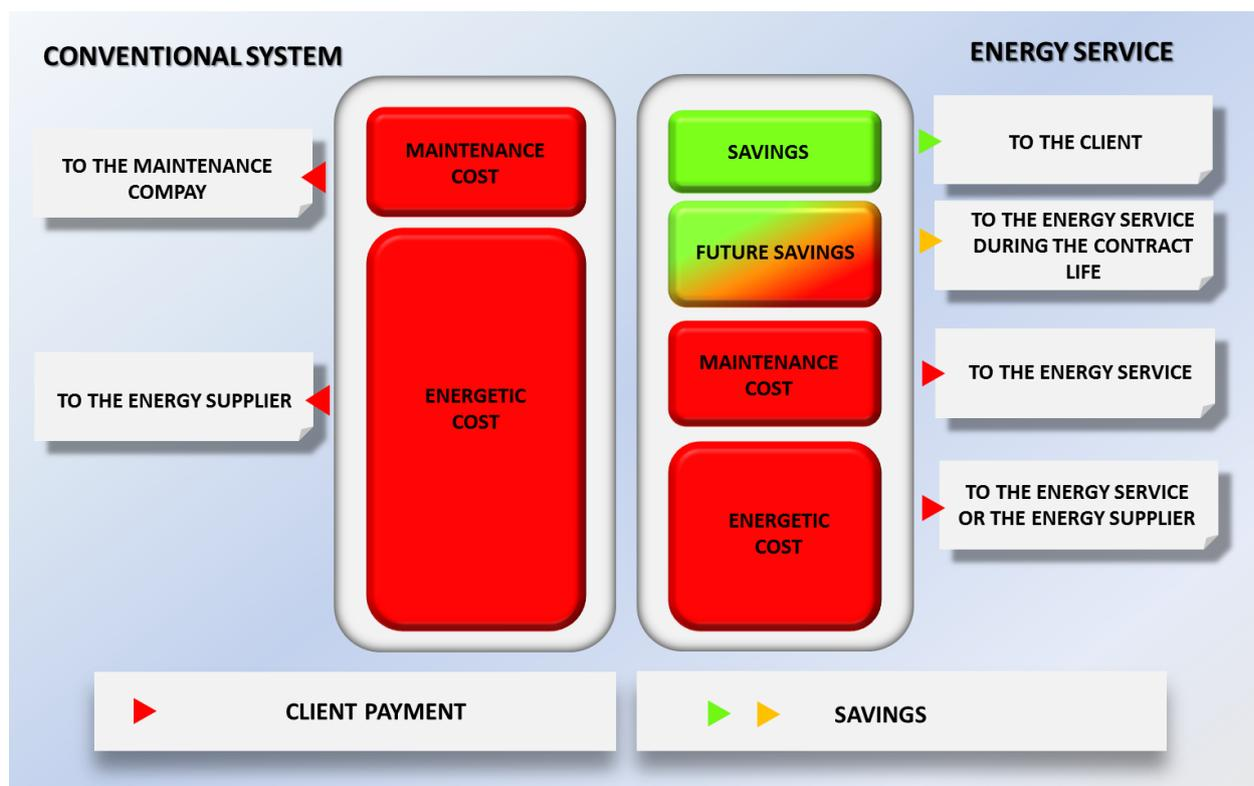 CONVENTIONAL SYSTEM
TO THE MAINTENANCE
COMPAY
TO THE ENERGY SUPPLIER
MAINTENANCE
COST
ENERGETIC
COST
ENERGY SERVICE
SAVINGS
FUTURE SAVINGS
MAINTENANCE
COST
ENERGETIC
COST
TO THE CLIENT
TO THE ENERGY SERVICE
DURING THE CONTRACT
LIFE
TO THE ENERGY SERVICE
TO THE ENERGY SERVICE
OR THE ENERGY SUPPLIER
CLIENT PAYMENT
SAVINGS